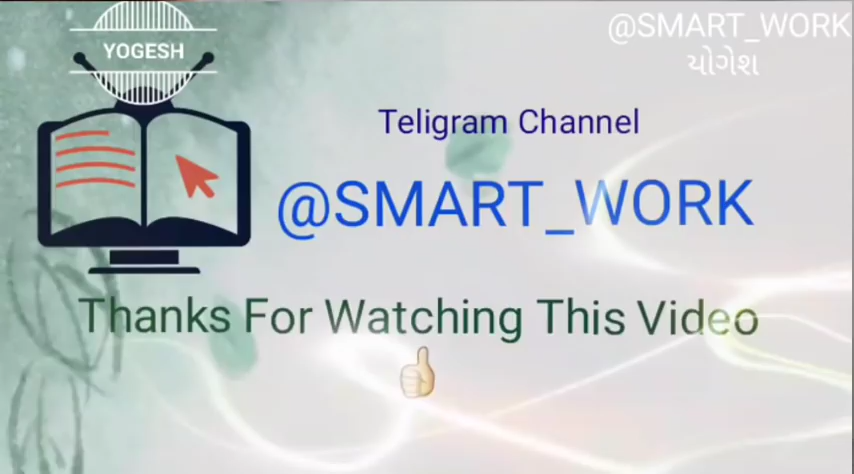 YOGESH
@SMART_WORK
યોગેશ
Teligram Channel
@SMART_WORK
Thanks For Watching This Video